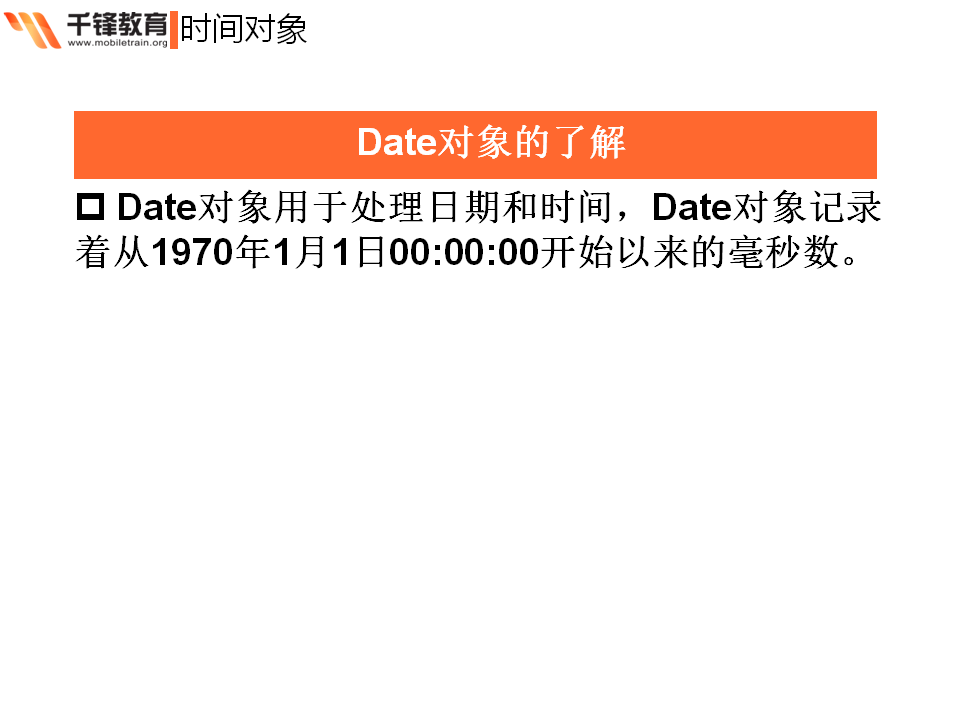 千锋教育 时间对象
www.mobiletrain.org
Date对象的了解
Date对象用于处理日期和时间，Date对象记录
着从1970年1月1日00:00:00开始以来的毫秒数。